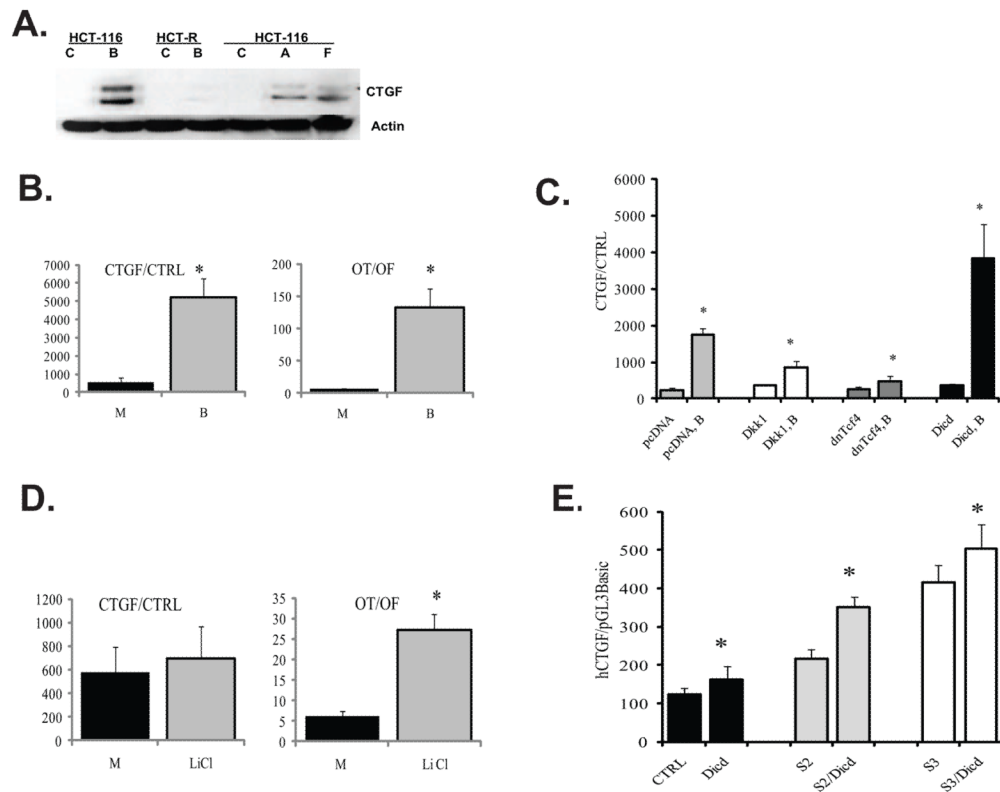 A.
HCT-116 HCT-R HCT-116
C B C B C A F
CTGF
Actin
B.
CTGF/CTRL *
7000
6000
5000
4000
3000
2000
1000
0
M B
OT/OF *
200
150
100
50
0
M B
C.
CTGF/CTRL
6000
5000
4000
3000
2000
1000
0
* * * *
pcDNA pcDNA, B Dkk1 Dkk1, B dnTcf4 dnTcf4,B Dicd Dicd, B
D.
CTGF/CTRL
1200
1000
800
600
400
200
0
M LiCl
OT/OF *
35
30
25
20
15
10
5
0
M LiCl
E.
hCTGF/pGL3Basic
600
500
400
300
200
100
0
* * *
CTRL Dicd S2 S2/Dicd S3 S3/Dicd